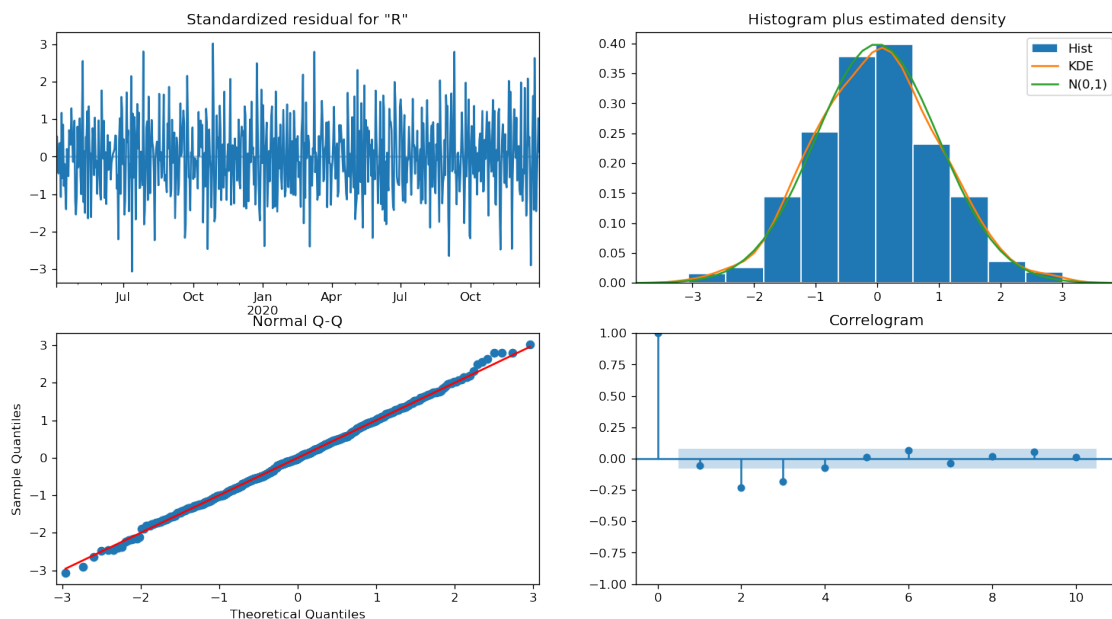 Standardized residual for "R"
3
2
1
0
−1
−2
−3
Jul Oct Jan Apr Jul Oct
2020
Histogram plus estimated density
Hist
KDE
N(0,1)
0.40
0.35
0.30
0.25
0.20
0.15
0.10
0.05
0.00
−3 −2 −1 0 1 2 3
Normal Q-Q
Sample Quantiles
3
2
1
0
−1
−2
−3
−3 −2 −1 0 1 2 3
Theoretical Quantiles
Correlogram
1.00
0.75
0.50
0.25
0.00
−0.25
−0.50
−0.75
−1.00
0 2 4 6 8 10